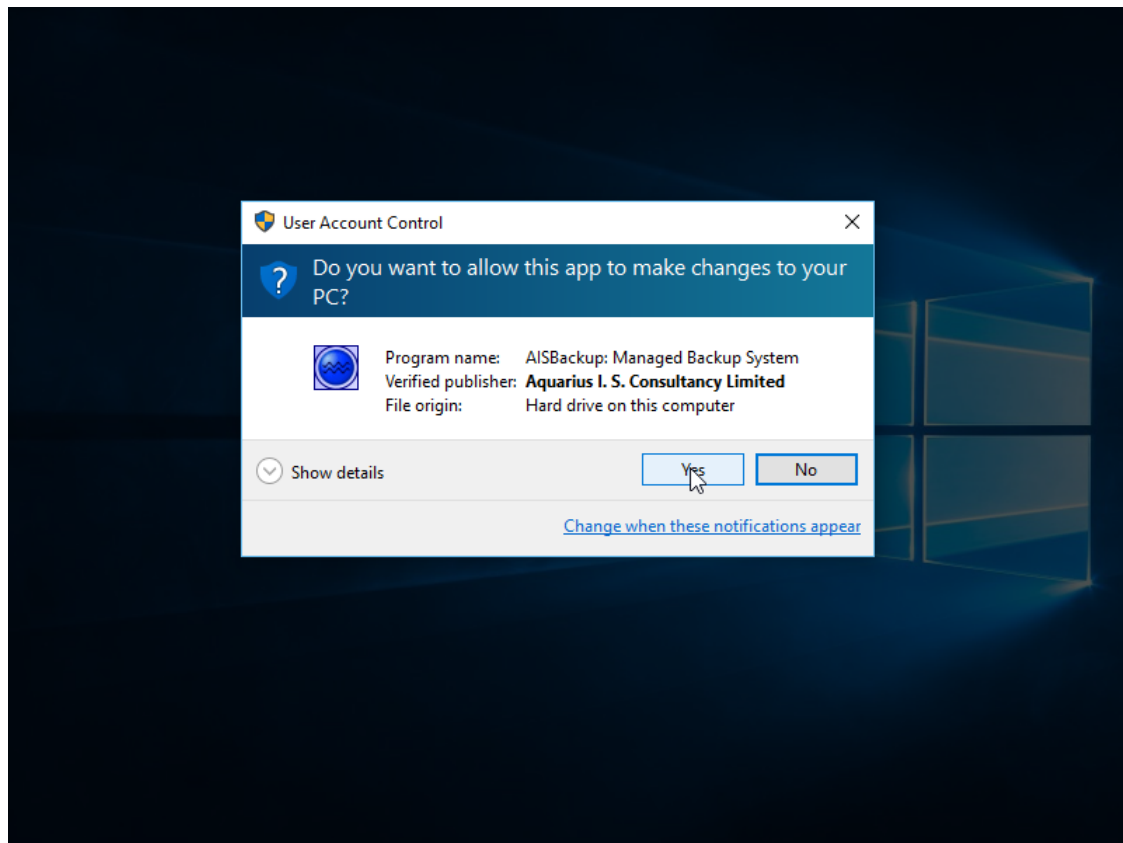 User Account Control
Do you want to allow this app to make changes to your
PC?
Program name: AISBackup: Managed Backup System
Verified publisher: Aquarius I. S. Consultancy Limited
File origin: Hard drive on this computer
Show details
Yes
No
Change when these notifications appear